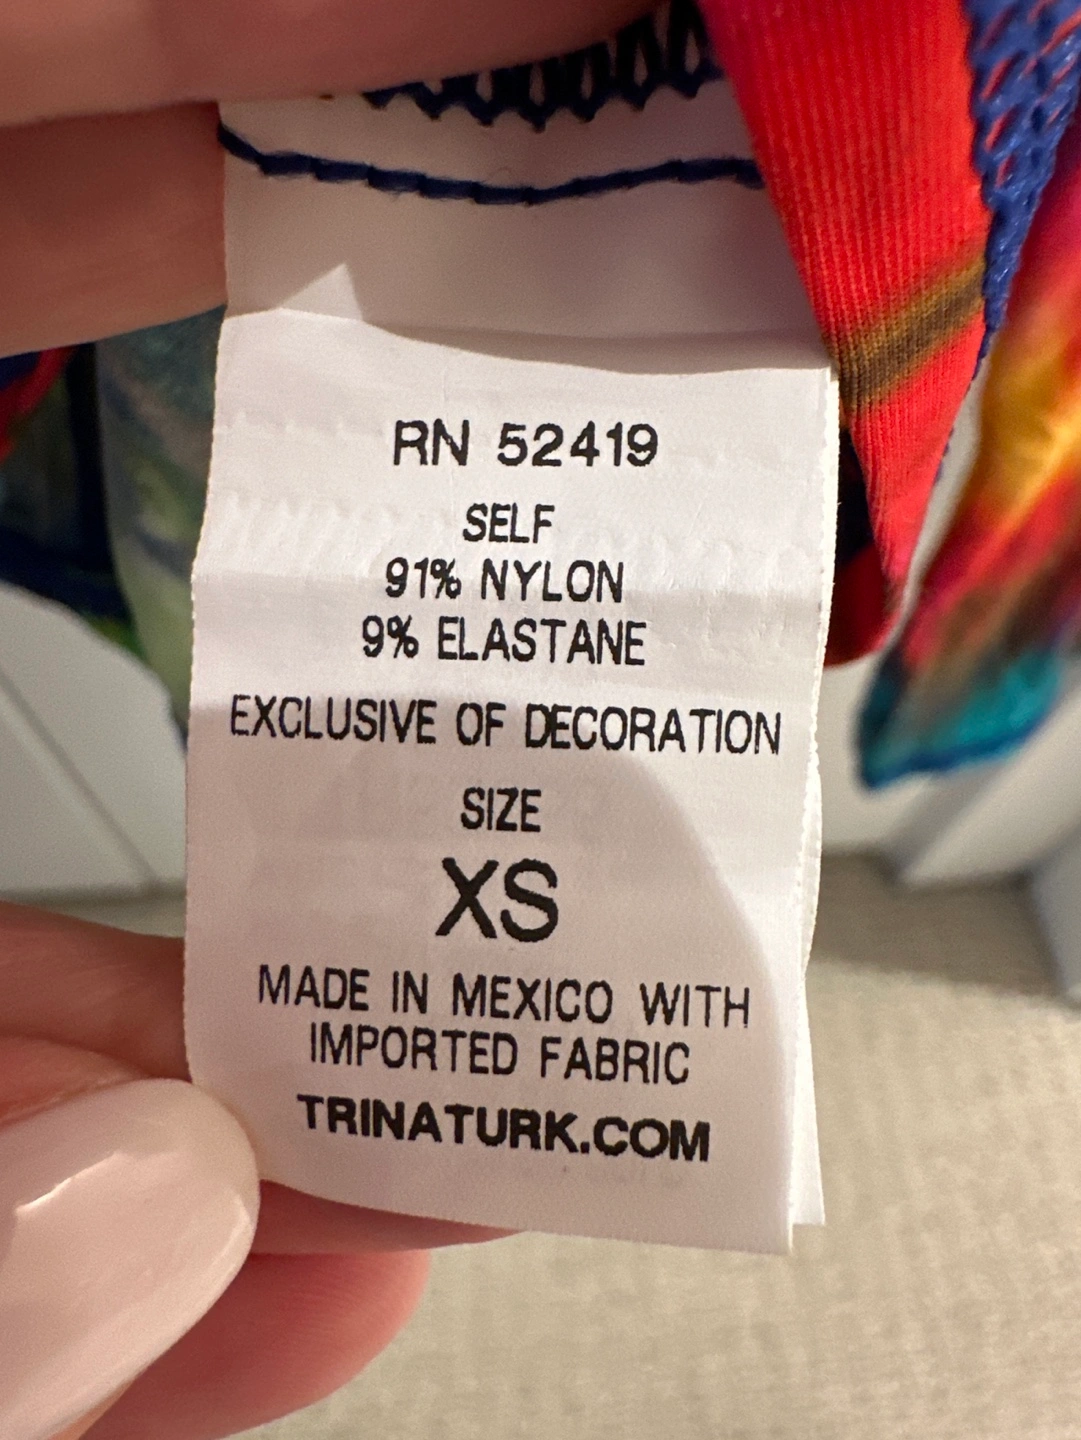 RN 52419
SELF
91% NYLON
9% ELASTANE
EXCLUSIVE OF DECORATION
SIZE
XS
MADE IN MEXICO WITH
IMPORTED FABRIC
TRINATURK.COM